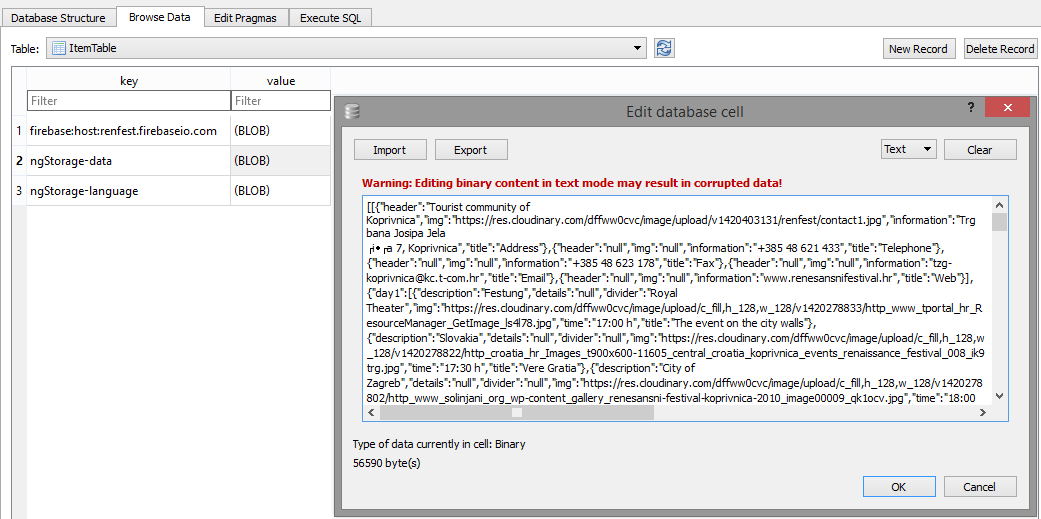 Database Structure Browse Data Edit Pragmas Execute SQL
Table: ItemTable New Record Delete Record
key value
Filter Filter
1 firebase:host:renfest.firebaseio.com (BLOB)
2 ngStorage-data (BLOB)
3 ngStorage-language (BLOB)
Edit database cell ? ×
Import Export Text Clear
Warning: Editing binary content in text mode may result in corrupted data!
[[{"header":"Tourist community of
Koprivnica","img":"https://res.cloudinary.com/dffww0cvc/image/upload/v1420403131/renfest/contact1.jpg","information":"Trg
bana Josipa Jela
7, Koprivnica","title":"Address"},{"header":"null","img":"null","information":"+385 48 621 433","title":"Telephone"},
{"header":"null","img":"null","information":"+385 48 623 178","title":"Fax"},{"header":"null","img":"null","information":"tzg-
koprivnica@kc.t-com.hr","title":"Email"},{"header":"null","img":"null","information":"www.renesansnifestival.hr","title":"Web"}],
{"day1":[{"description":"Festung","details":"null","divider":"Royal
Theater","img":"https://res.cloudinary.com/dffww0cvc/image/upload/c_fill,h_128,w_128/v1420278833/http_www_tportal_hr_R
esourceManager_GetImage_ls4l78.jpg","time":"17:00 h","title":"The event on the city walls"},
{"description":"Slovakia","details":"null","divider":"null","img":"https://res.cloudinary.com/dffww0cvc/image/upload/c_fill,h_128,w
_128/v1420278822/http_croatia_hr_Images_t900x600-11605_central_croatia_koprivnica_events_renaissance_festival_008_ik9
trg.jpg","time":"17:30 h","title":"Vere Gratia"},{"description":"City of
Zagreb","details":"null","divider":"null","img":"https://res.cloudinary.com/dffww0cvc/image/upload/c_fill,h_128,w_128/v1420278
802/http_www_solinjani_org_wp-content_gallery_renesansni-festival-koprivnica-2010_image00009_qk1ocv.jpg","time":"18:00
Type of data currently in cell: Binary
56590 byte(s)
OK Cancel